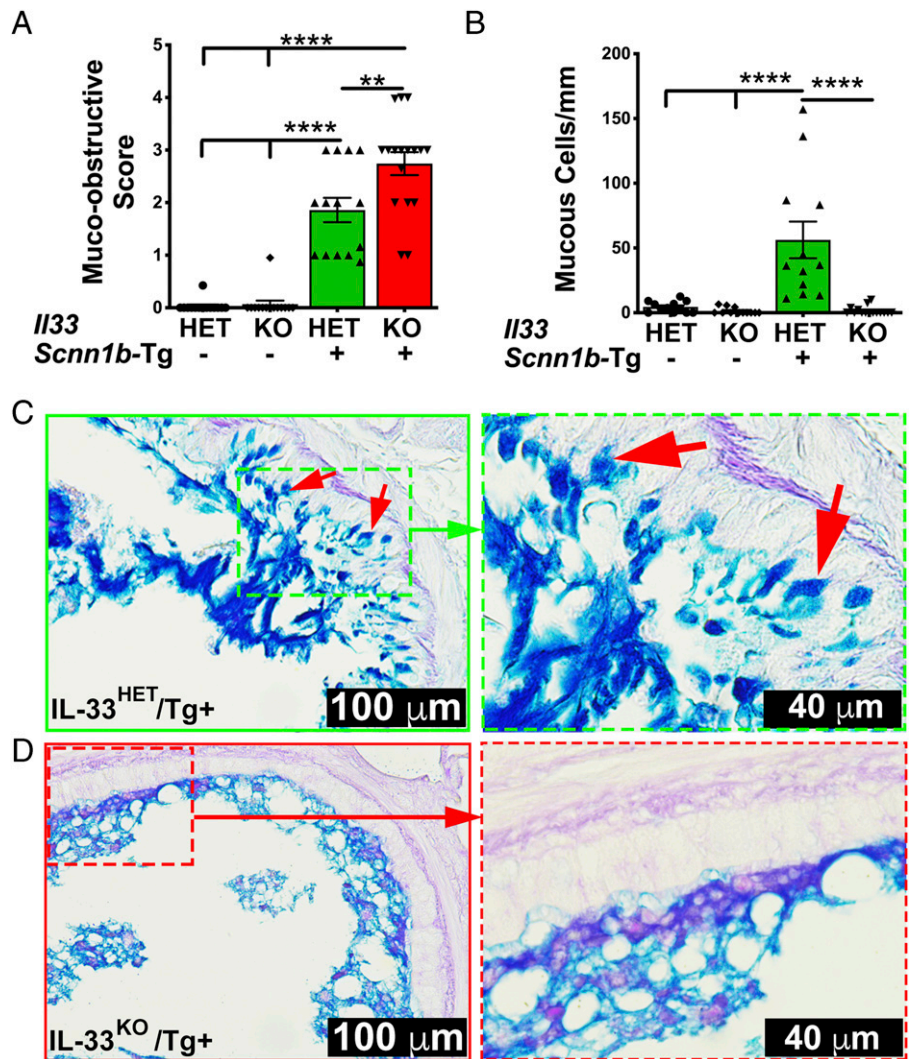 A
Muco-obstructive
Score
5
4
3
2
1
0
****
**
****
Il33 HET KO HET KO
Scnn1b-Tg - - + +
B
Mucous Cells/mm
200
150
100
50
0
****
****
Il33 HET KO HET KO
Scnn1b-Tg - - + +
C
IL-33HET/Tg+
100 μm
40 μm
D
IL-33KO/Tg+
100 μm
40 μm